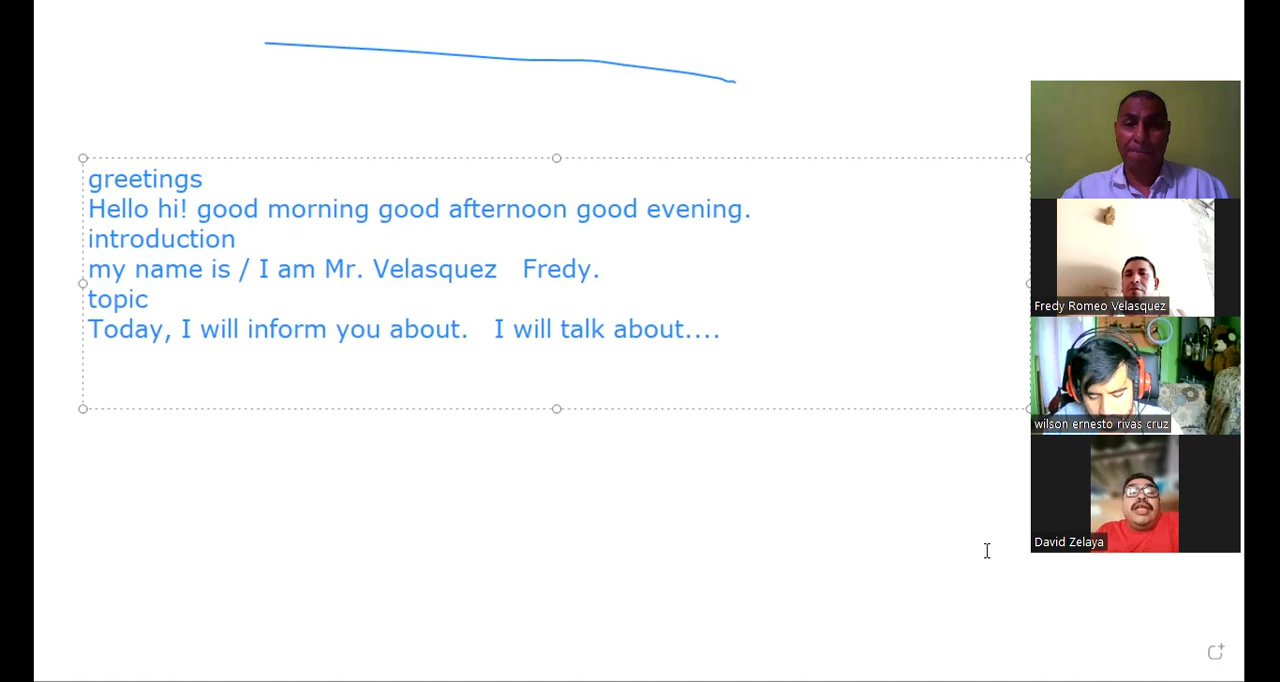 greetings
Hello hi! good morning good afternoon good evening.
introduction
my name is / I am Mr. Velasquez   Fredy.
topic
Today, I will inform you about.   I will talk about....
Fredy Romeo Velasquez
wilson ernesto rivas cruz
David Zelaya